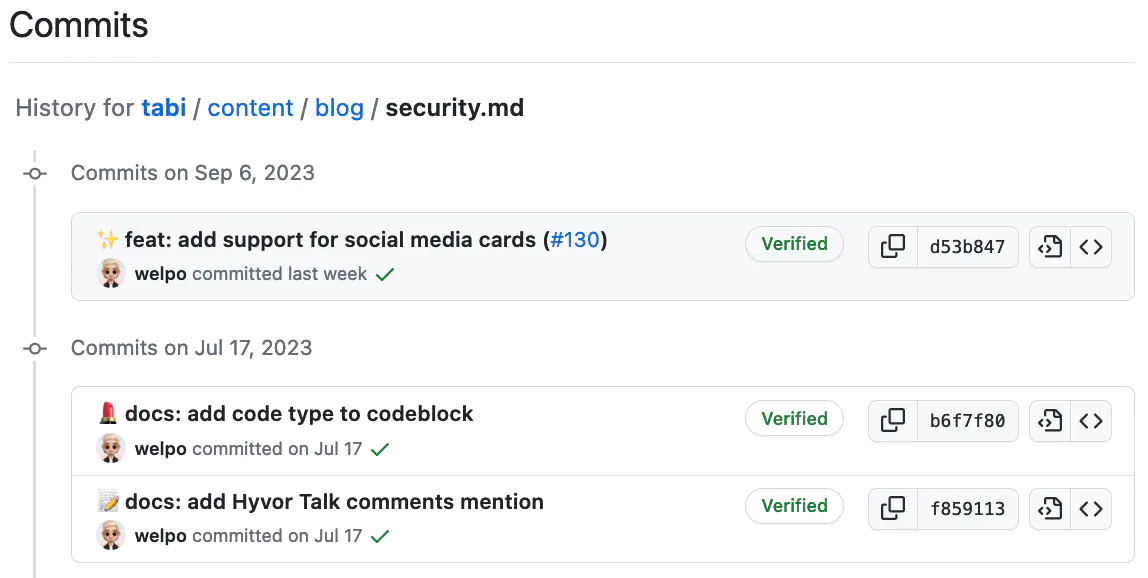 Commits
History for tabi / content / blog / security.md
Commits on Sep 6, 2023
✨ feat: add support for social media cards (#130)
Verified
d53b847
welpo committed last week
Commits on Jul 17, 2023
💄 docs: add code type to codeblock
Verified
b6f7f80
welpo committed on Jul 17
📝 docs: add Hyvor Talk comments mention
Verified
f859113
welpo committed on Jul 17